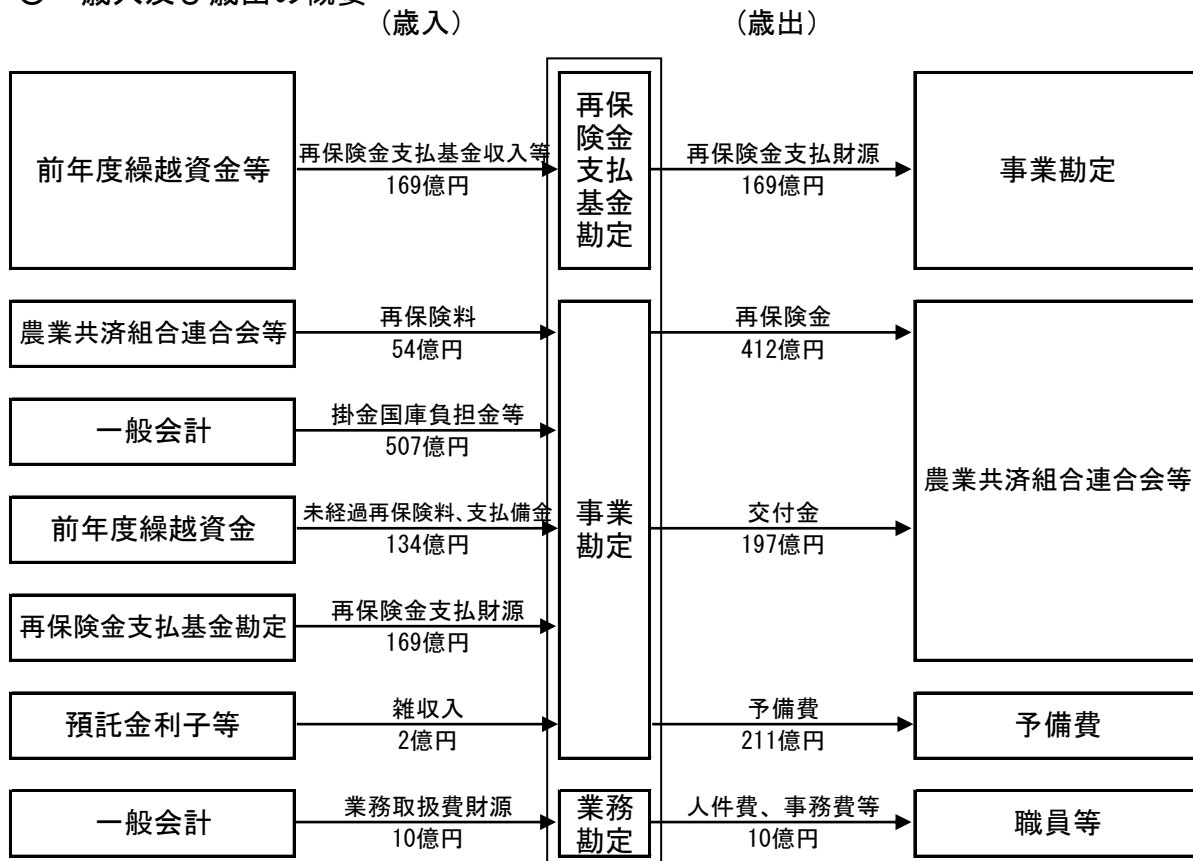 歳入及び歳出の概要
(歳入)
(歳出)
前年度繰越資金等
再保険金支払基金収入等
169億円
再保
険金
支払
基金
勘定
再保険金支払財源
169億円
事業勘定
農業共済組合連合会等
再保険料
54億円
再保険金
412億円
一般会計
掛金国庫負担金等
507億円
農業共済組合連合会等
前年度繰越資金
未経過再保険料、支払備金
134億円
事業
勘定
交付金
197億円
再保険金支払基金勘定
再保険金支払財源
169億円
預託金利子等
雑収入
2億円
予備費
211億円
予備費
一般会計
業務取扱費財源
10億円
業務
勘定
人件費、事務費等
10億円
職員等